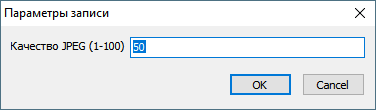 Параметры записи
Качество JPEG (1-100) 50
OK Cancel